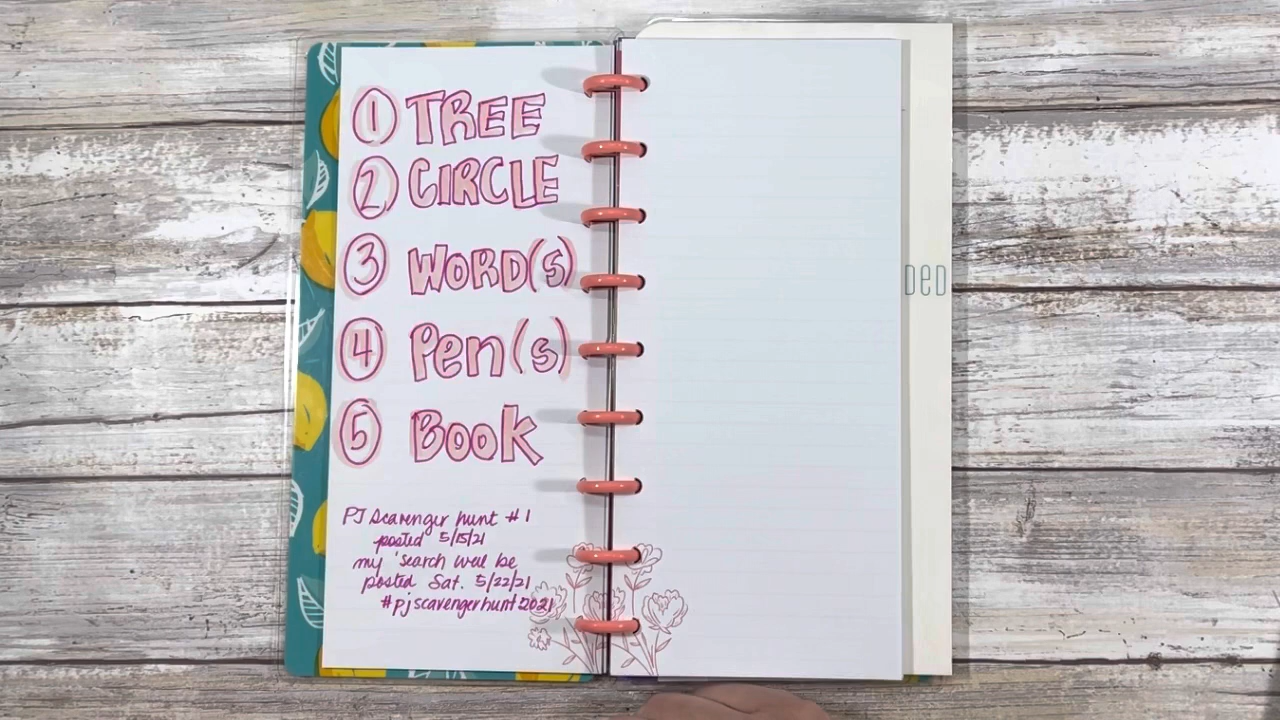 1 TREE
2 CIRCLE
3 WORD(s)
4 Pen(s)
5 Book
PJ Scavenger hunt #1
posted 5/15/21
my search will be
posted Sat. 5/22/21
#pjscavengerhunt2021
DED